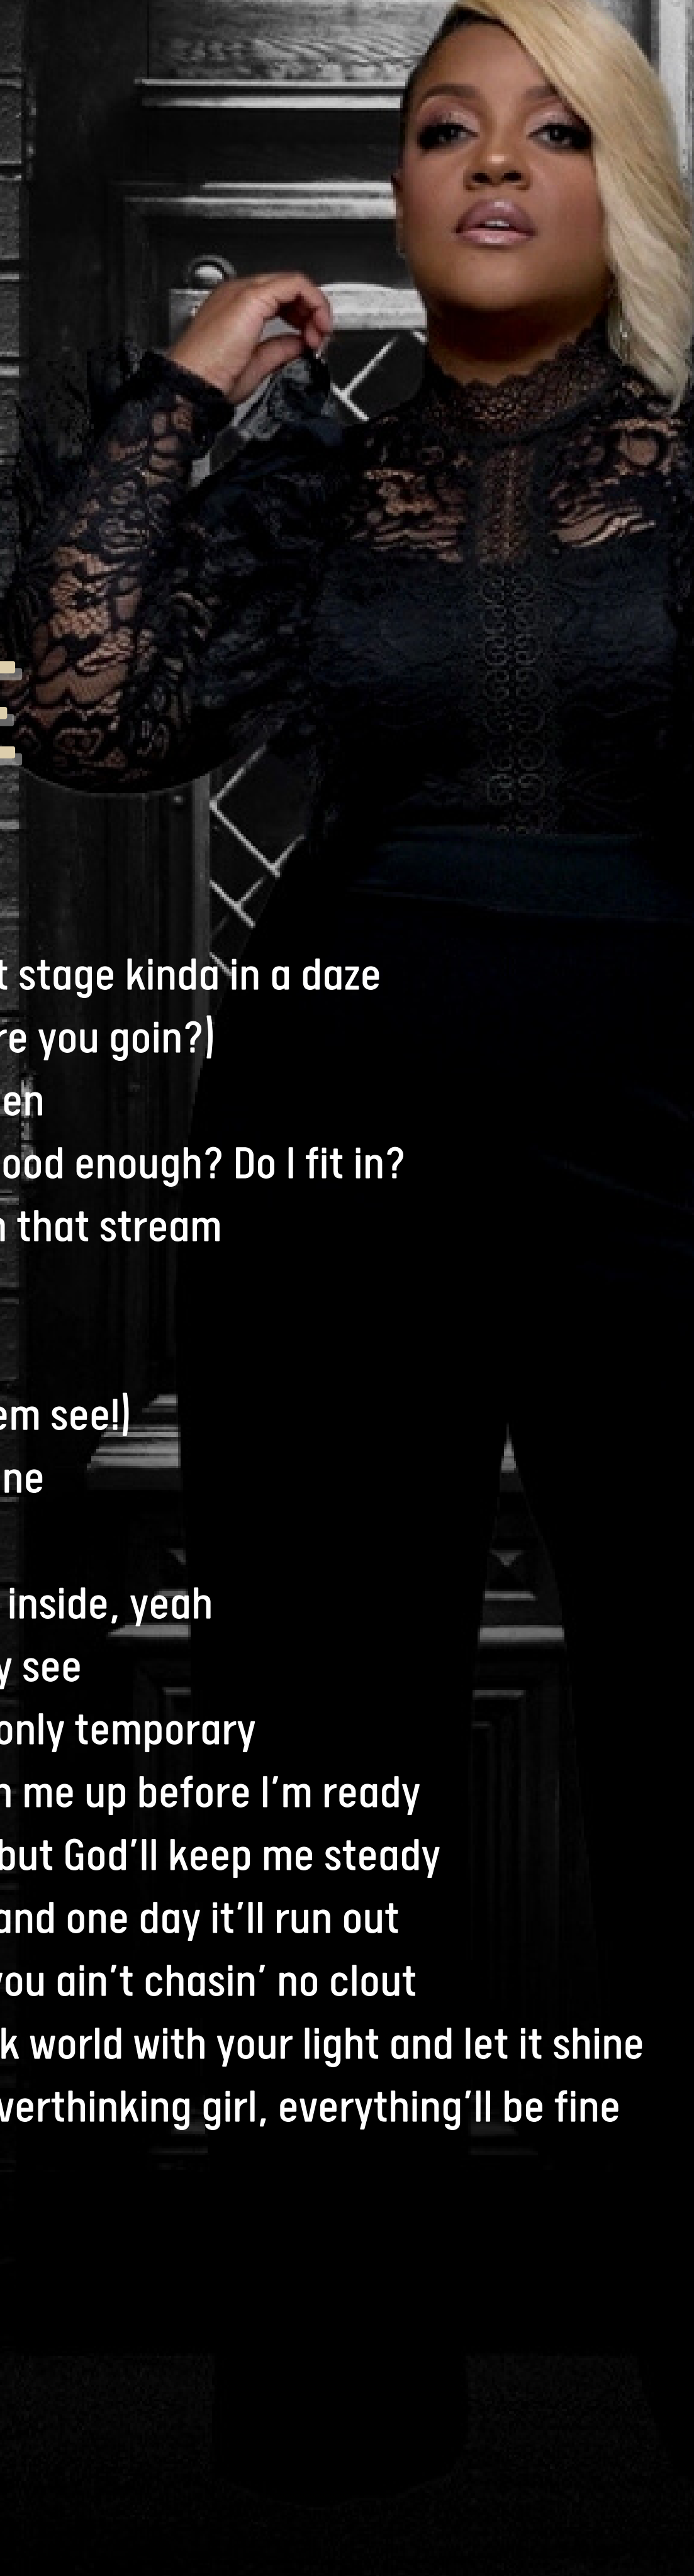 E
t stage kinda in a daze
re you goin?)
en
ood enough? Do I fit in?
that stream
em see!)
ne
inside, yeah
y see
only temporary
me up before I'm ready
but God'll keep me steady
and one day it'll run out
you ain't chasin' no clout
k world with your light and let it shine
verthinking girl, everything'll be fine